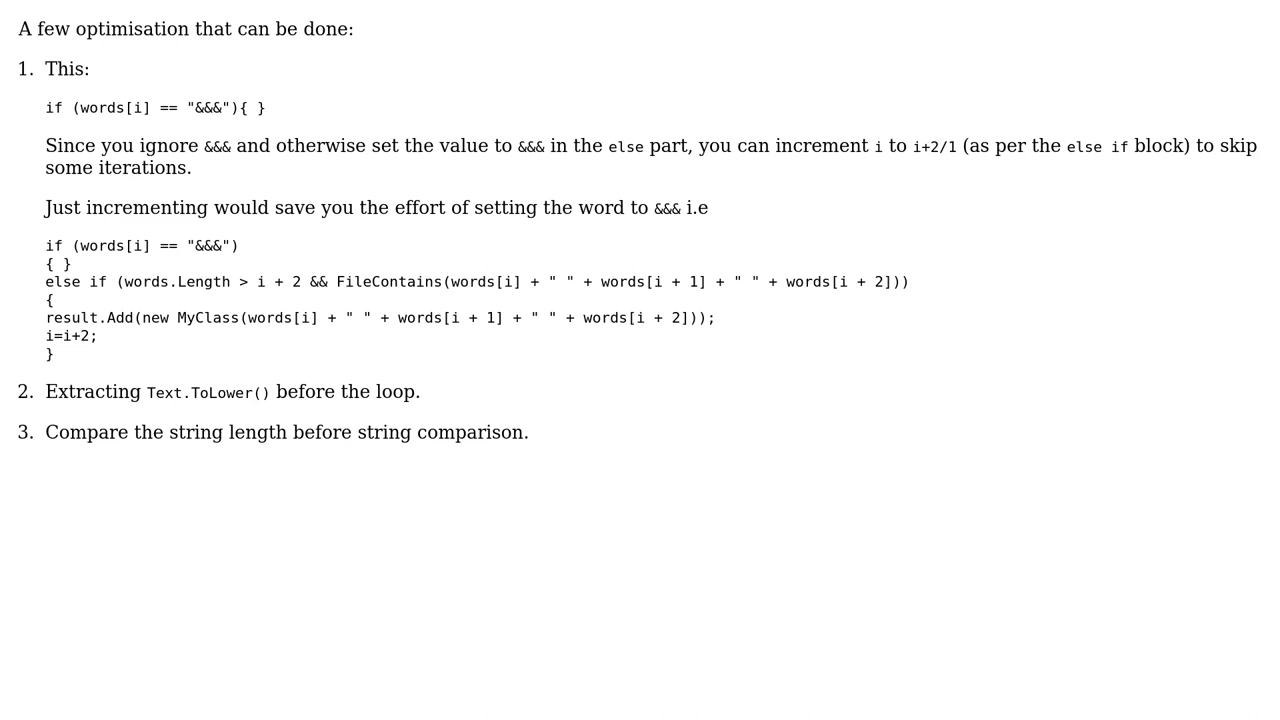 A few optimisation that can be done:
1. This:
if (words[i] == "&&&"){ }
Since you ignore &&& and otherwise set the value to &&& in the else part, you can increment i to i+2/1 (as per the else if block) to skip
some iterations.
Just incrementing would save you the effort of setting the word to &&& i.e
if (words[i] == "&&&")
{ }
else if (words.Length > i + 2 && FileContains(words[i] + " " + words[i + 1] + " " + words[i + 2]))
{
result.Add(new MyClass(words[i] + " " + words[i + 1] + " " + words[i + 2]));
i=i+2;
}
2. Extracting Text.ToLower() before the loop.
3. Compare the string length before string comparison.